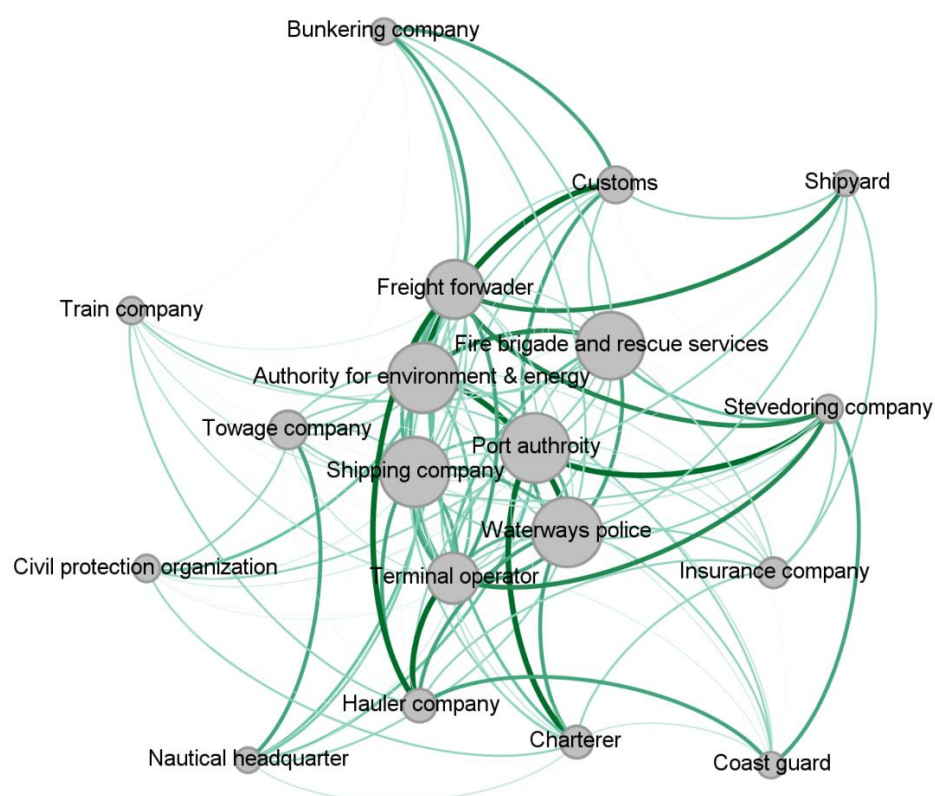 Bunkering company
Customs
Shipyard
Freight forwader
Train company
Fire brigade and rescue services
Authority for environment & energy
Stevedoring company
Towage company
Port authroity
Shipping company
Waterways police
Civil protection organization
Terminal operator
Insurance company
Hauler company
Charterer
Nautical headquarter
Coast guard